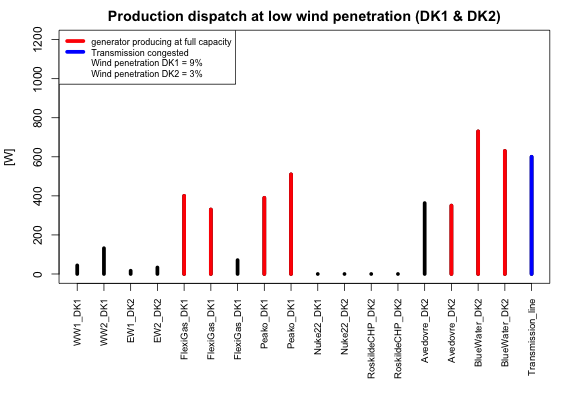 Production dispatch at low wind penetration (DK1 & DK2)
generator producing at full capacity
Transmission congested
Wind penetration DK1 = 9%
Wind penetration DK2 = 3%
[W]
1200
1000
800
600
400
200
0
WW1_DK1
WW2_DK1
EW1_DK2
EW2_DK2
FlexiGas_DK1
FlexiGas_DK1
FlexiGas_DK1
Peako_DK1
Peako_DK1
Nuke22_DK1
Nuke22_DK2
RoskildeCHP_DK2
RoskildeCHP_DK2
Avedovre_DK2
Avedovre_DK2
BlueWater_DK2
BlueWater_DK2
Transmission_line